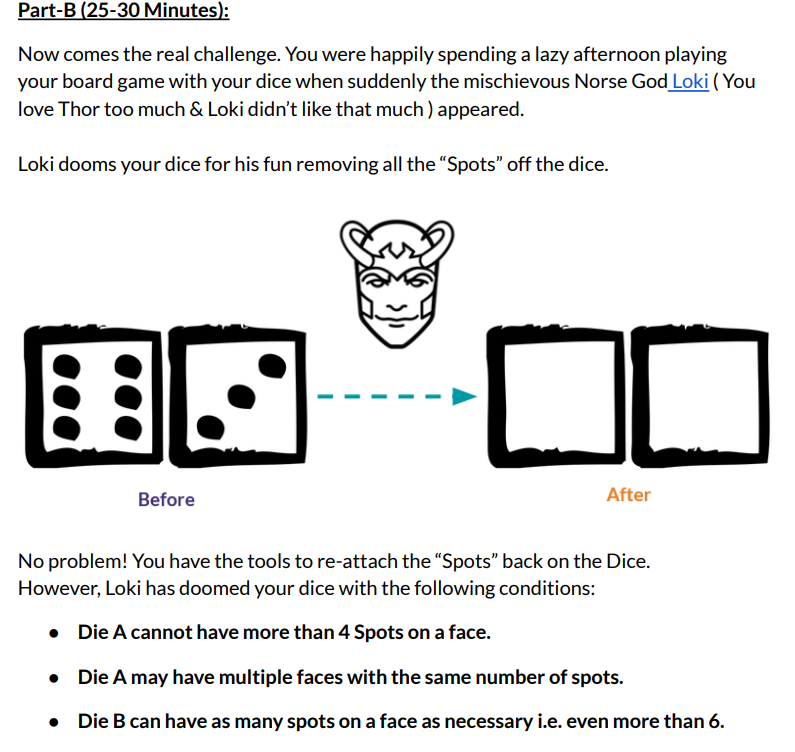 Part-B (25-30 Minutes):
Now comes the real challenge. You were happily spending a lazy afternoon playing
your board game with your dice when suddenly the mischievous Norse God Loki ( You
love Thor too much & Loki didn’t like that much ) appeared.
Loki dooms your dice for his fun removing all the “Spots” off the dice.
Before
After
No problem! You have the tools to re-attach the “Spots” back on the Dice.
However, Loki has doomed your dice with the following conditions:
● Die A cannot have more than 4 Spots on a face.
● Die A may have multiple faces with the same number of spots.
● Die B can have as many spots on a face as necessary i.e. even more than 6.